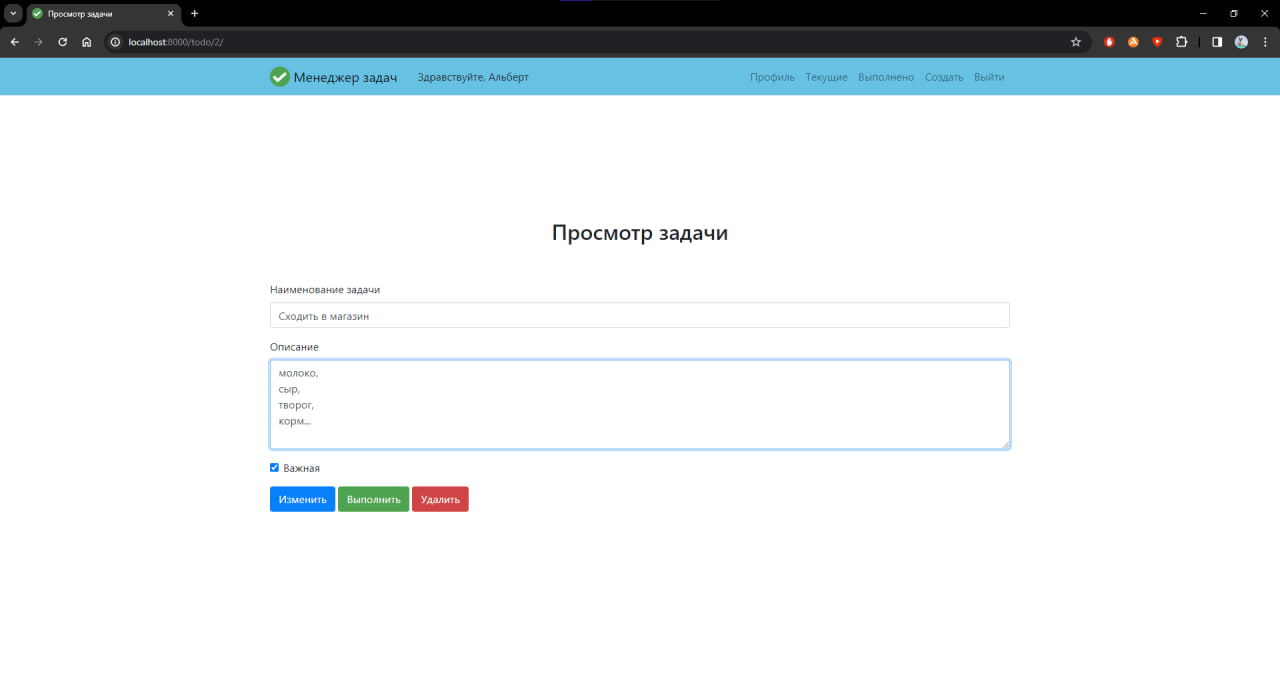 Просмотр задачи
localhost:8000/todo/2/
Менеджер задач Здравствуйте, Альберт Профиль Текущие Выполнено Создать Выйти
Просмотр задачи
Наименование задачи
Сходить в магазин
Описание
молоко,
сыр,
творог,
корм...
Важная
Изменить Выполнить Удалить